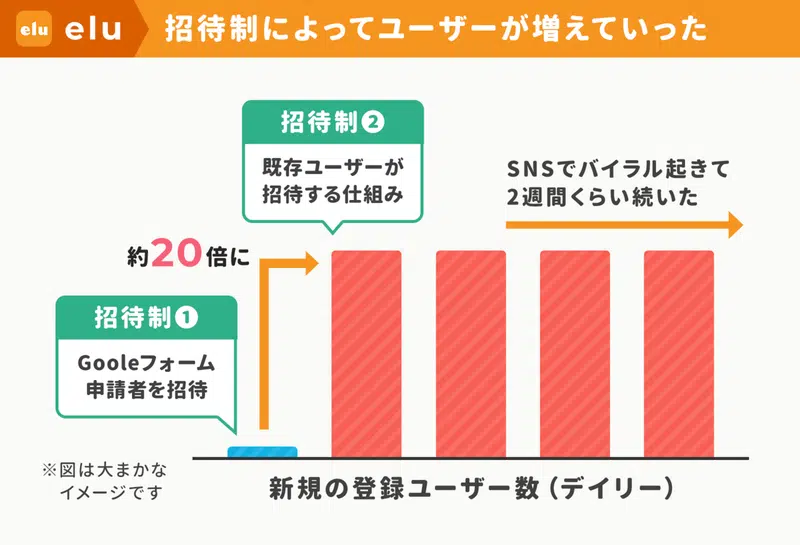 elu elu 招待制によってユーザーが増えていった
招待制❷
既存ユーザーが
招待する仕組み
SNSでバイラル起きて
2週間くらい続いた
約20倍に
招待制❶
Gooleフォーム
申請者を招待
※図は大まかな
イメージです
新規の登録ユーザー数（デイリー）